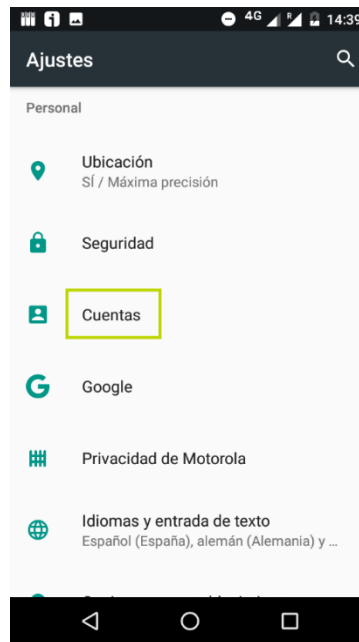 4G R 14:39
Ajustes
Personal
Ubicación
SÍ / Máxima precisión
Seguridad
Cuentas
Google
Privacidad de Motorola
Idiomas y entrada de texto
Español (España), alemán (Alemania) y ...